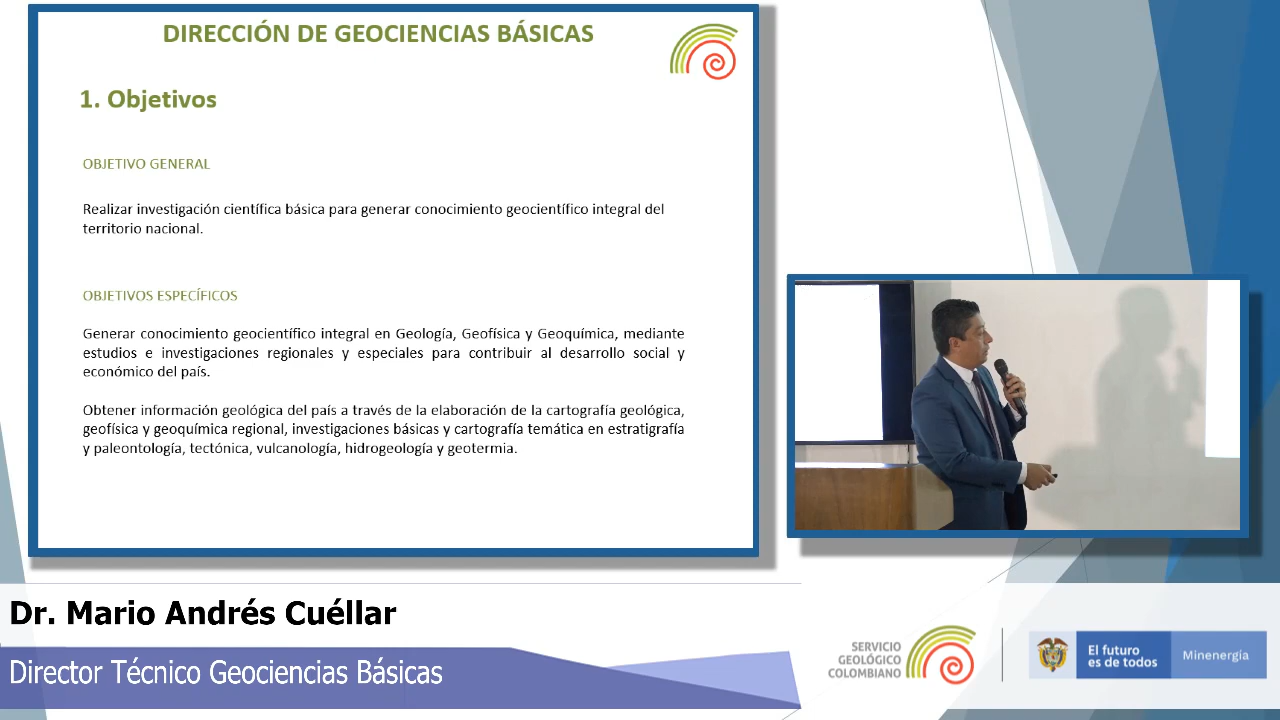 DIRECCIÓN DE GEOCIENCIAS BÁSICAS
1. Objetivos
OBJETIVO GENERAL
Realizar investigación científica básica para generar conocimiento geocientífico integral del
territorio nacional.
OBJETIVOS ESPECÍFICOS
Generar conocimiento geocientífico integral en Geología, Geofísica y Geoquímica, mediante
estudios e investigaciones regionales y especiales para contribuir al desarrollo social y
económico del país.
Obtener información geológica del país a través de la elaboración de la cartografía geológica,
geofísica y geoquímica regional, investigaciones básicas y cartografía temática en estratigrafía
y paleontología, tectónica, vulcanología, hidrogeología y geotermia.
Dr. Mario Andrés Cuéllar
Director Técnico Geociencias Básicas
SERVICIO
GEOLÓGICO
COLOMBIANO
El futuro
es de todos
Minenergía